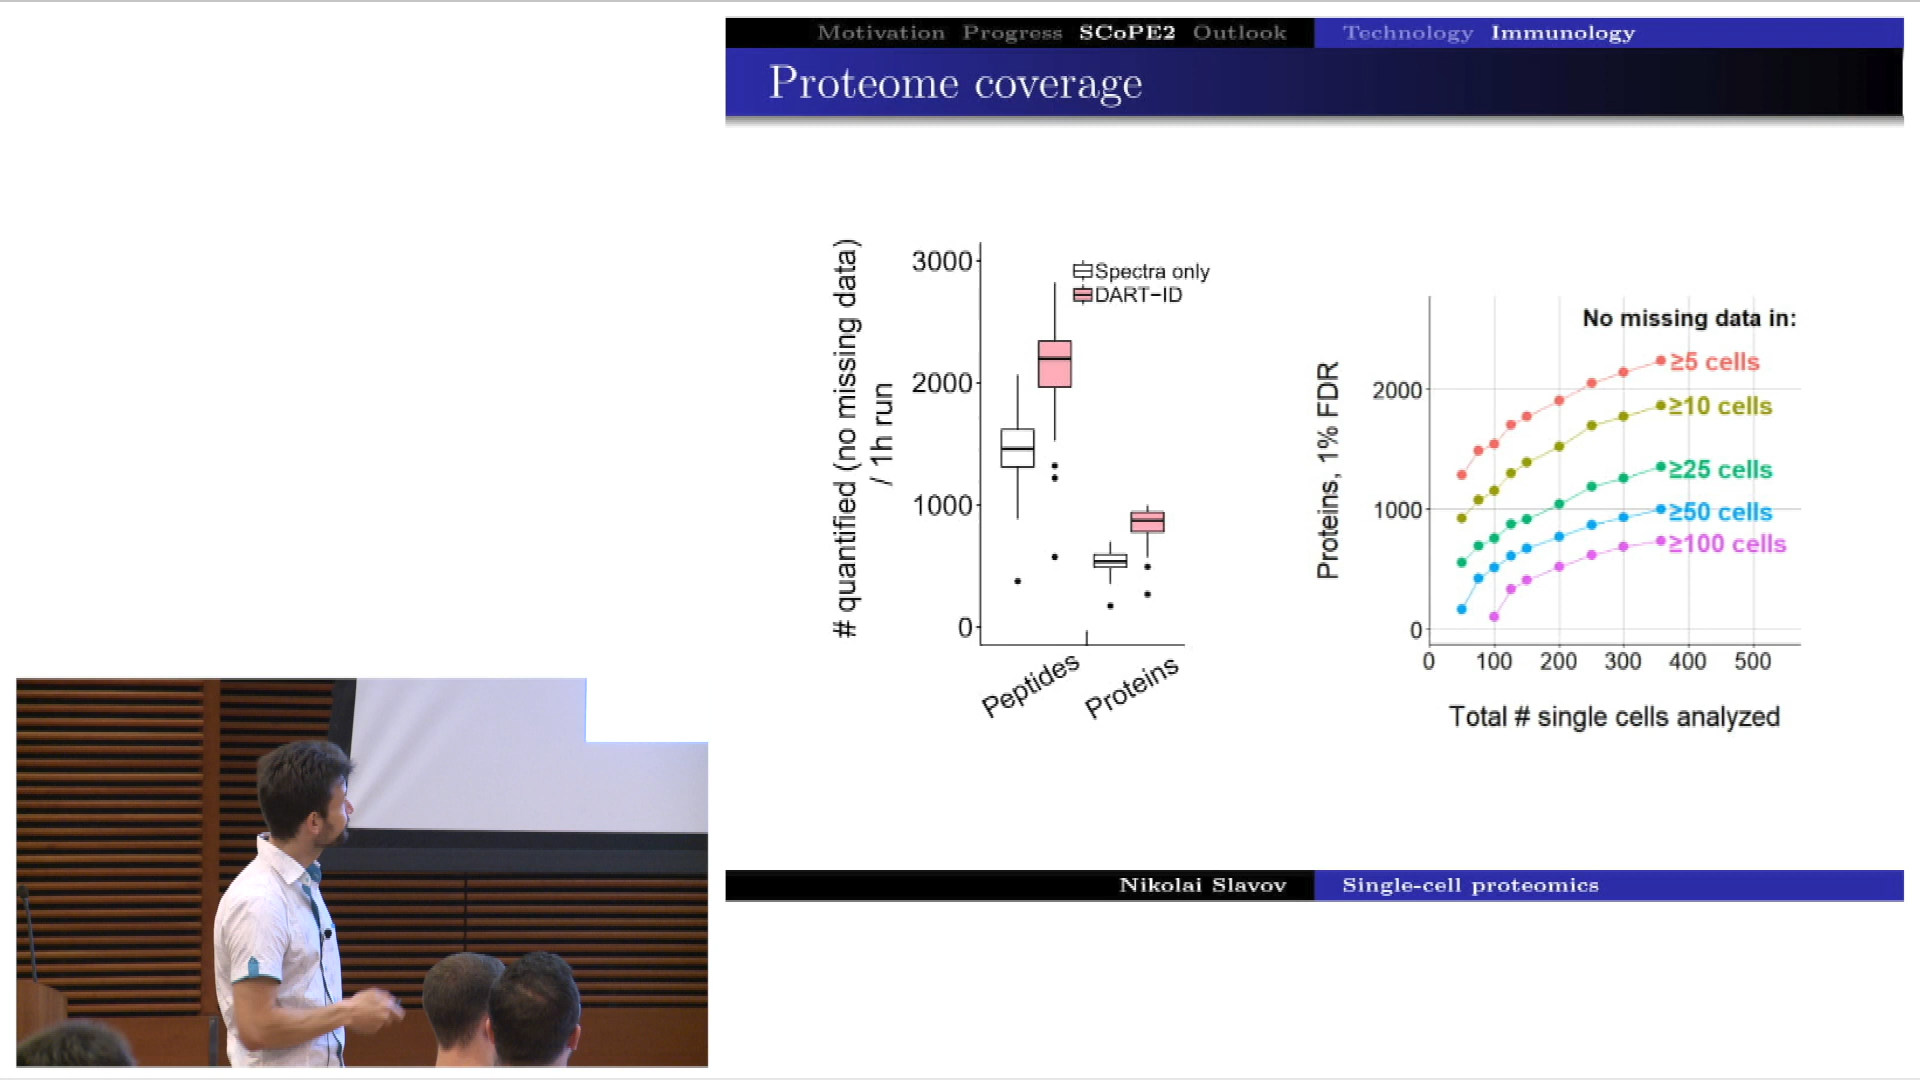 Motivation Progress SCoPE2 Outlook Technology Immunology
Proteome coverage
# quantified (no missing data)
/ 1h run
3000
2000
1000
0
Spectra only
DART-ID
Peptides
Proteins
Proteins, 1% FDR
2000
1000
0
No missing data in:
≥5 cells
≥10 cells
≥25 cells
≥50 cells
≥100 cells
0 100 200 300 400 500
Total # single cells analyzed
Nikolai Slavov Single-cell proteomics